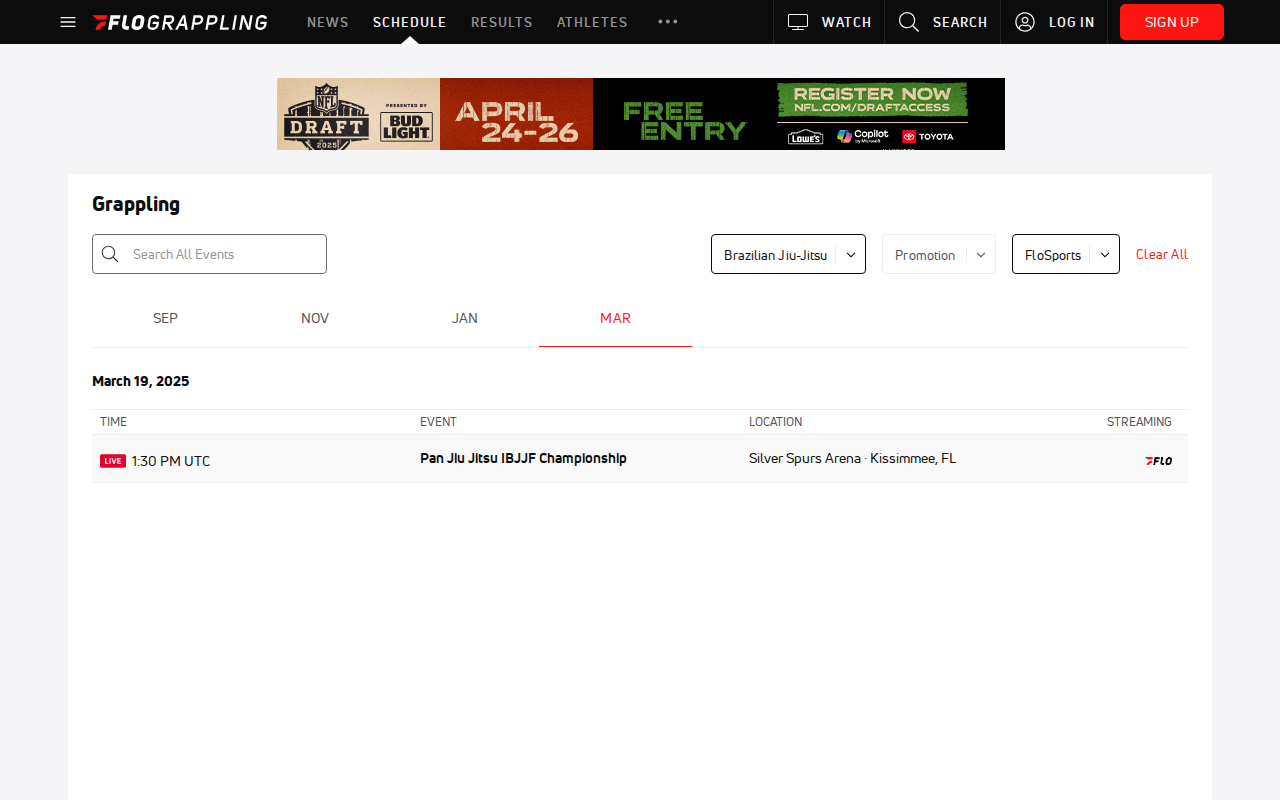 FLOGRAPPLING NEWS SCHEDULE RESULTS ATHLETES ••• WATCH SEARCH LOG IN SIGN UP
NFL DRAFT 2025 PRESENTED BY BUD LIGHT
APRIL 24-26
FREE ENTRY
REGISTER NOW
NFL.COM/DRAFTACCESS
LOWE'S Copilot by Microsoft TOYOTA
Grappling
Search All Events
Brazilian Jiu-Jitsu Promotion FloSports Clear All
SEP NOV JAN MAR
March 19, 2025
TIME EVENT LOCATION STREAMING
LIVE 1:30 PM UTC Pan Jiu Jitsu IBJJF Championship Silver Spurs Arena · Kissimmee, FL FLO